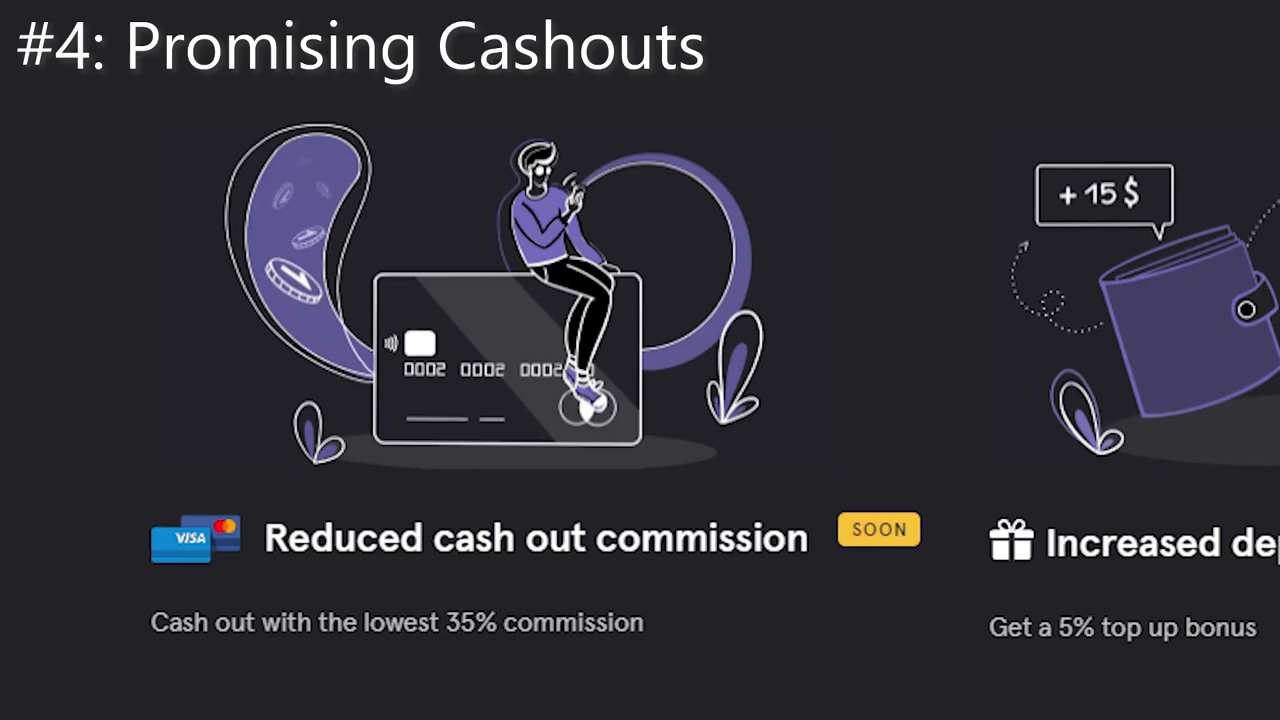 #4: Promising Cashouts
+ 15 $
0002 0002 0002
VISA
Reduced cash out commission
SOON
Increased
Cash out with the lowest 35% commission
Get a 5% top up bonus